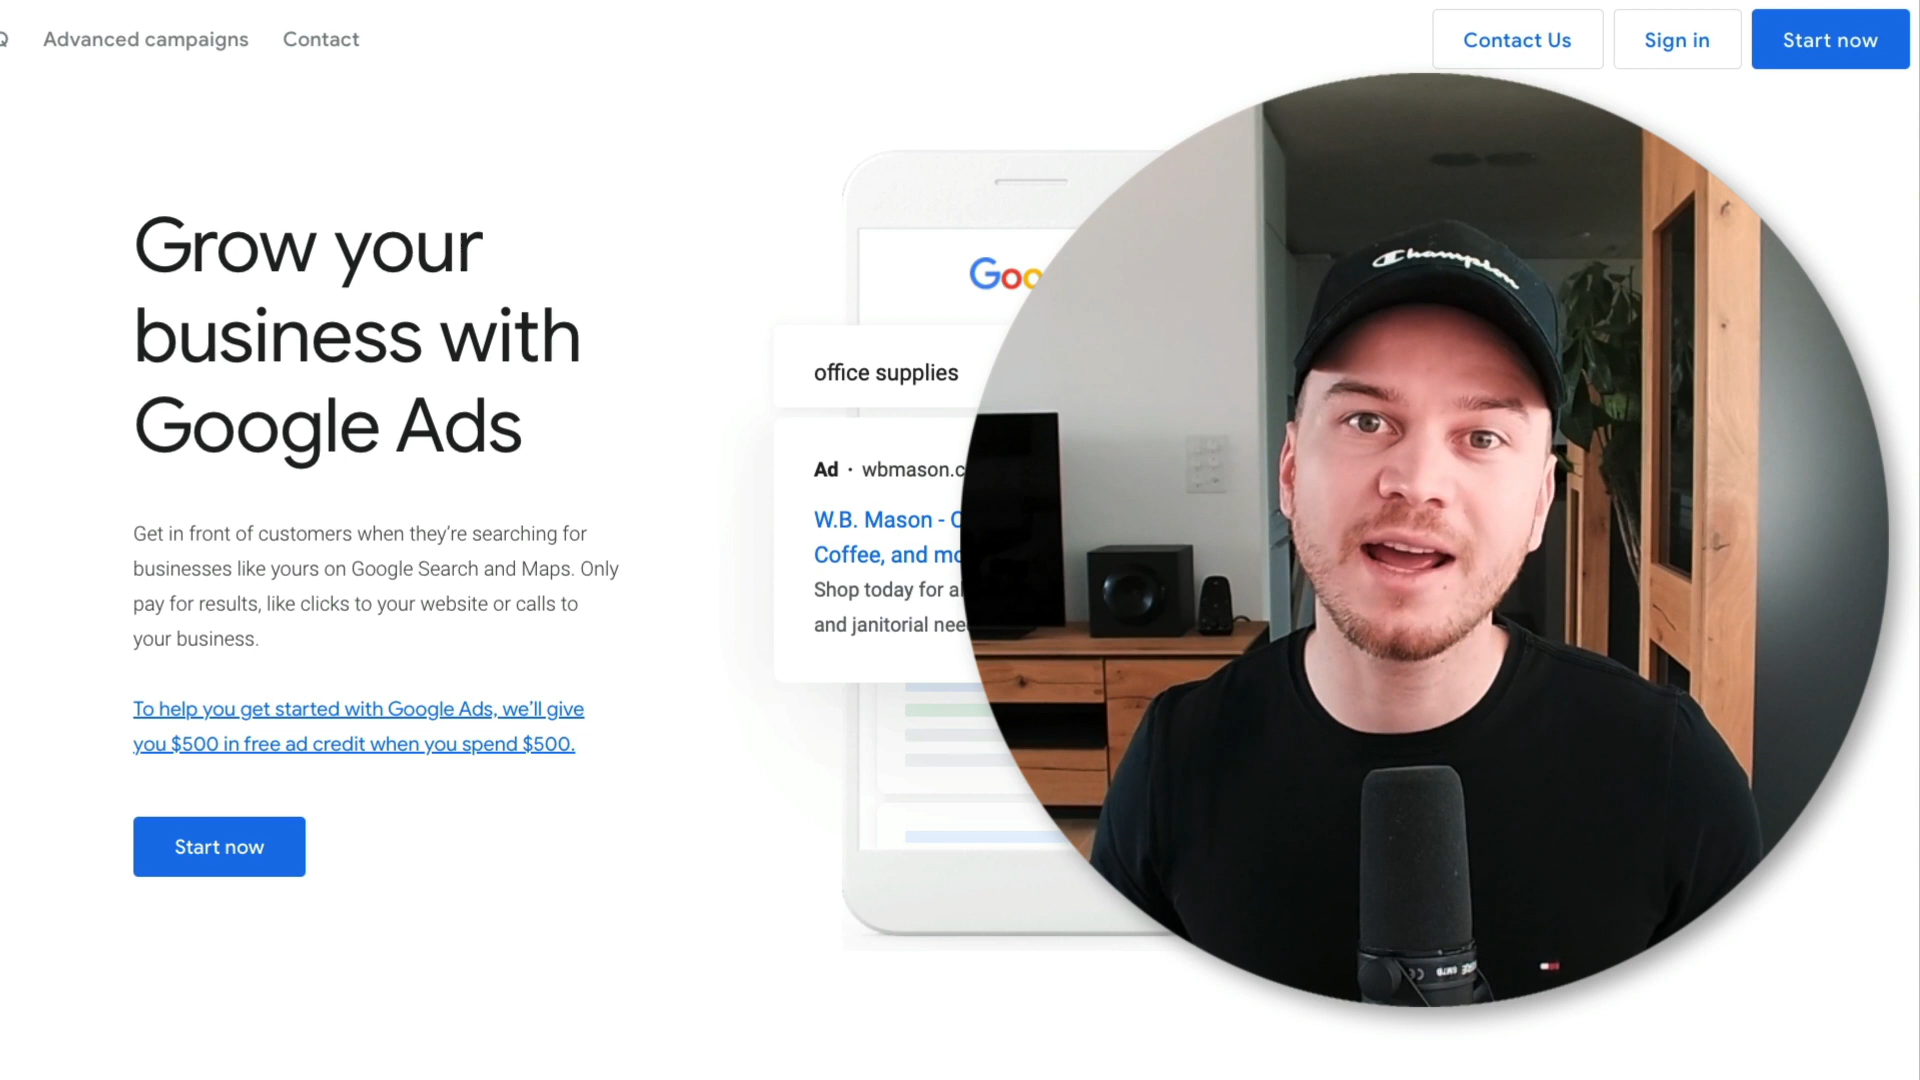 Advanced campaigns
Contact
Contact Us
Sign in
Start now
Grow your
business with
Google Ads
Get in front of customers when they're searching for
businesses like yours on Google Search and Maps. Only
pay for results, like clicks to your website or calls to
your business.
To help you get started with Google Ads, we'll give
you $500 in free ad credit when you spend $500.
Start now
Goo
office supplies
Ad · wbmason.c
W.B. Mason -
Coffee, and mo
Shop today for
and janitorial nee
Champion